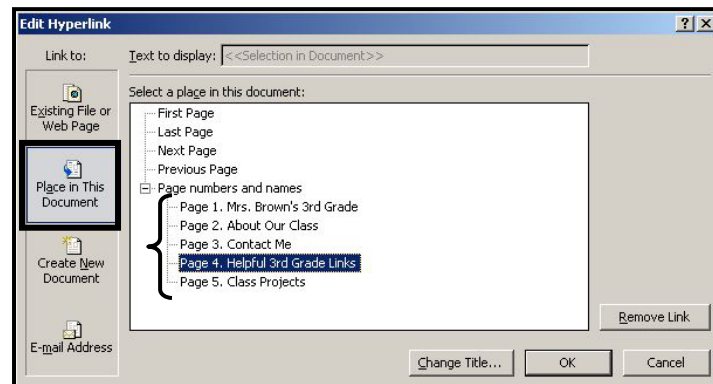 Edit Hyperlink
Link to:
Text to display: <<Selection in Document>>
Existing File or
Web Page
Place in This
Document
Create New
Document
E-mail Address
Select a place in this document:
First Page
Last Page
Next Page
Previous Page
Page numbers and names
Page 1. Mrs. Brown's 3rd Grade
Page 2. About Our Class
Page 3. Contact Me
Page 4. Helpful 3rd Grade Links
Page 5. Class Projects
Remove Link
Change Title...
OK
Cancel